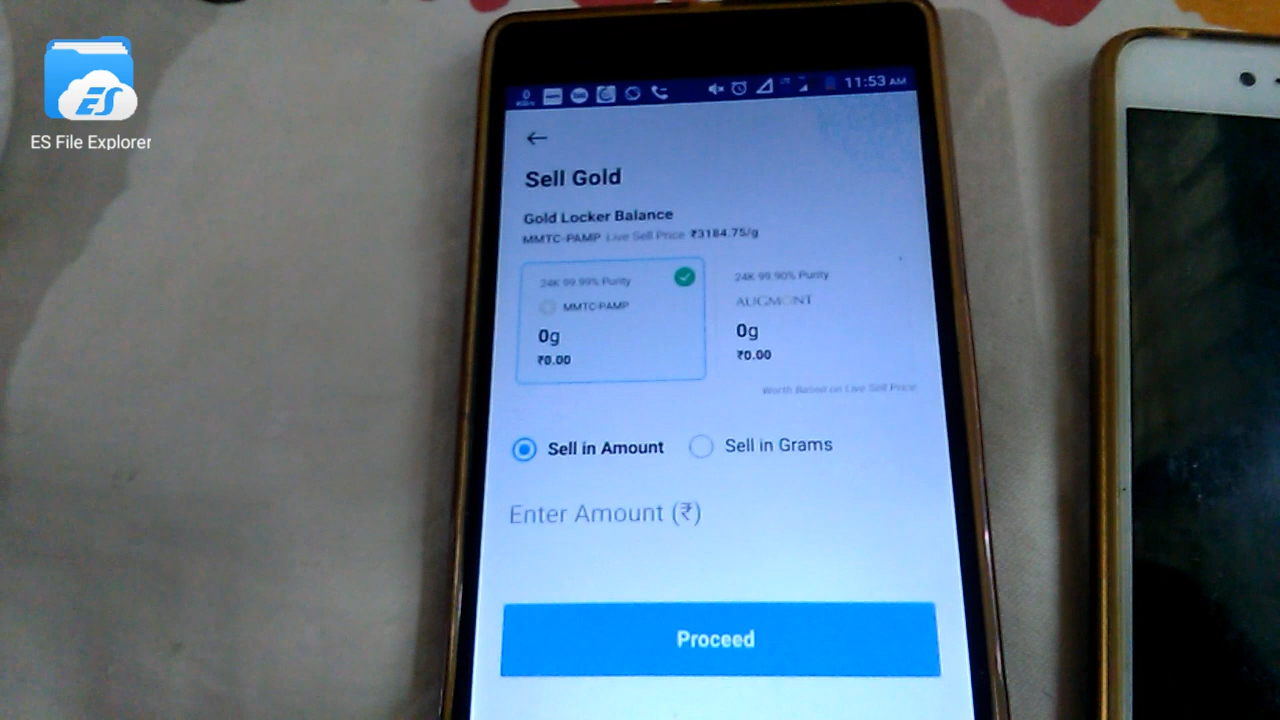 ES
ES File Explorer
0
11:53 AM
Sell Gold
Gold Locker Balance
MMTC-PAMP Live Sell Price ₹3184.75/g
24K 99.99% Purity
MMTC-PAMP
0g
₹0.00
24K 99.90% Purity
AUGMONT
0g
₹0.00
Worth Based on Live Sell Price
Sell in Amount
Sell in Grams
Enter Amount (₹)
Proceed